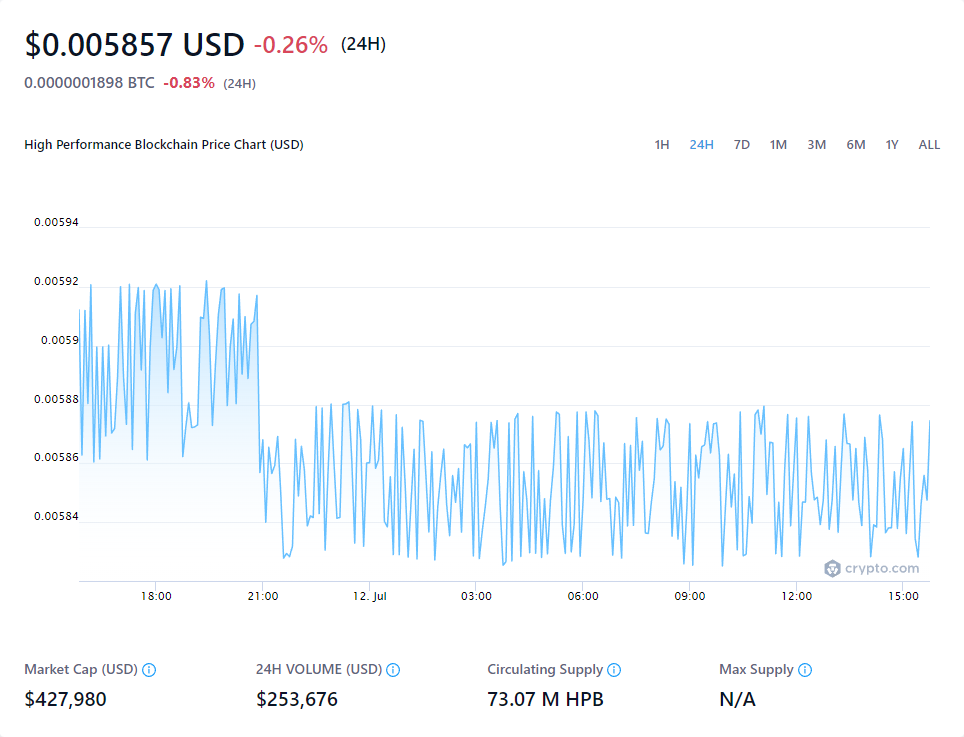 $0.005857 USD -0.26% (24H)
0.0000001898 BTC -0.83% (24H)
High Performance Blockchain Price Chart (USD) 1H 24H 7D 1M 3M 6M 1Y ALL
0.00594
0.00592
0.0059
0.00588
0.00586
0.00584
crypto.com
18:00 21:00 12. Jul 03:00 06:00 09:00 12:00 15:00
Market Cap (USD) 24H VOLUME (USD) Circulating Supply Max Supply
$427,980 $253,676 73.07 M HPB N/A